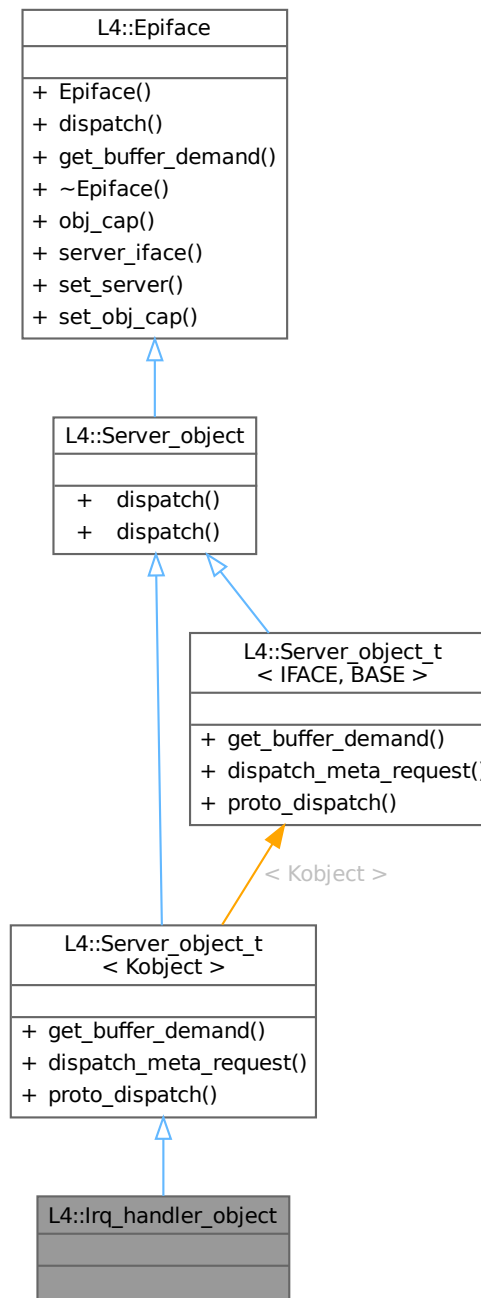 L4::Epiface
+ Epiface()
+ dispatch()
+ get_buffer_demand()
+ ~Epiface()
+ obj_cap()
+ server_iface()
+ set_server()
+ set_obj_cap()
L4::Server_object
+ dispatch()
+ dispatch()
L4::Server_object_t
< IFACE, BASE >
+ get_buffer_demand()
+ dispatch_meta_request()
+ proto_dispatch()
< Kobject >
L4::Server_object_t
< Kobject >
+ get_buffer_demand()
+ dispatch_meta_request()
+ proto_dispatch()
L4::Irq_handler_object